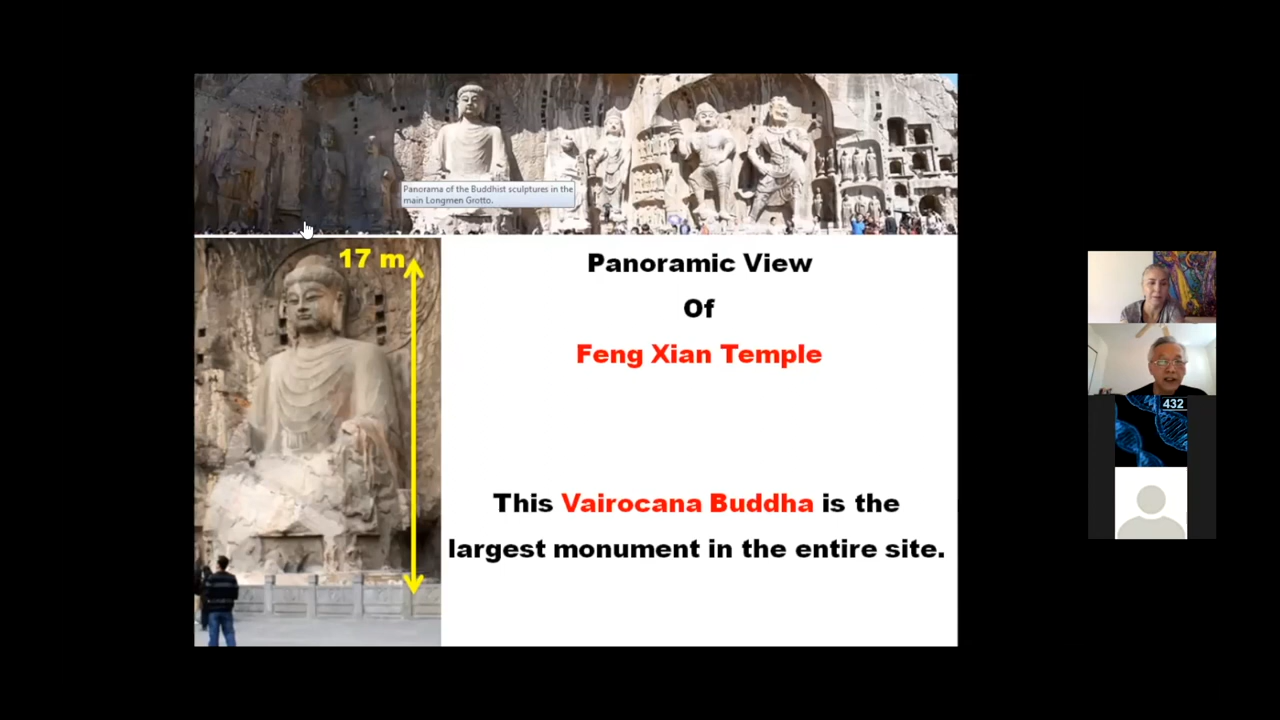 Panorama of the Buddhist sculptures in the
main Longmen Grotto.
17 m
Panoramic View
Of
Feng Xian Temple
This Vairocana Buddha is the
largest monument in the entire site.
432